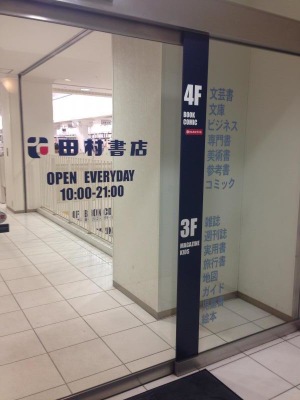 田村書店
OPEN EVERYDAY
10:00-21:00
4F
BOOK
COMIC
文芸書
文庫
ビジネス
専門書
美術書
参考書
コミック
3F
MAGAZINE
KIDS
雑誌
週刊誌
実用書
旅行書
地図
ガイド
絵本